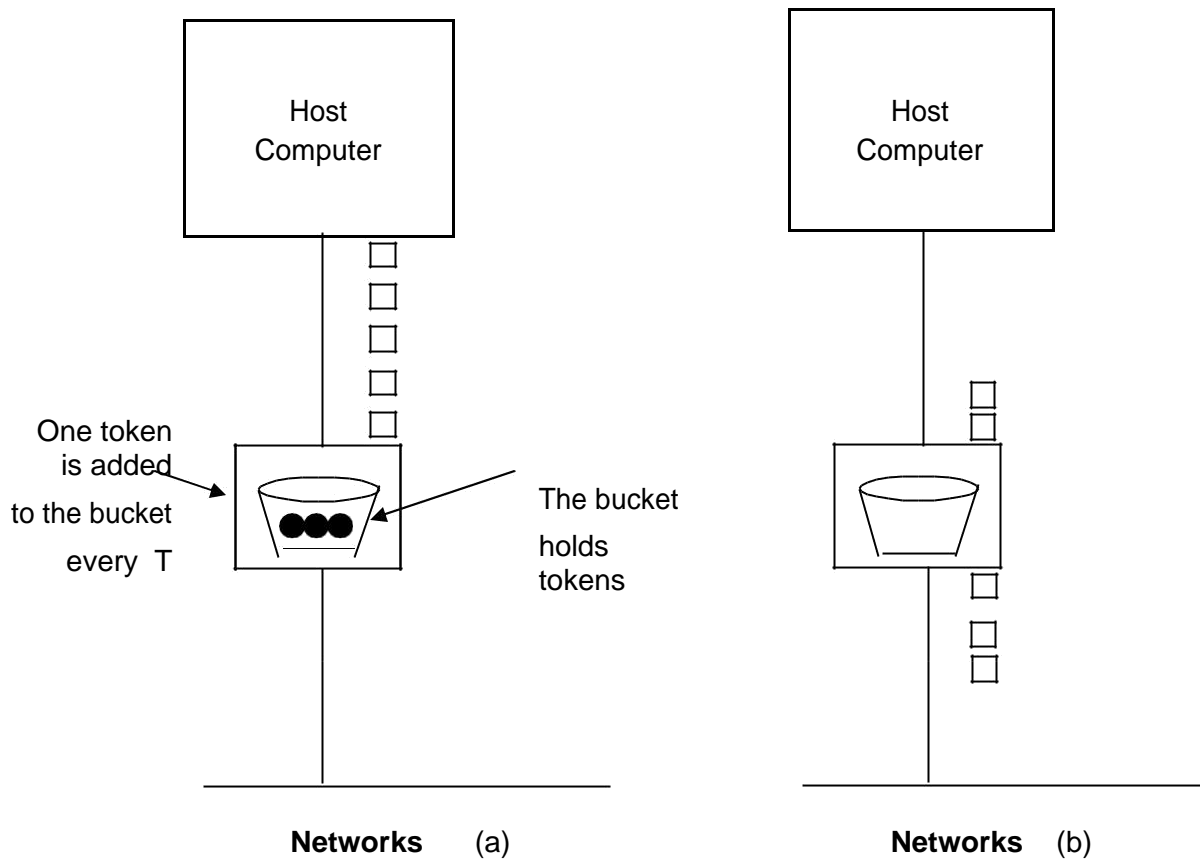 Host
Computer
Host
Computer
One token
is added
to the bucket
every T
The bucket
holds
tokens
Networks (a)
Networks (b)